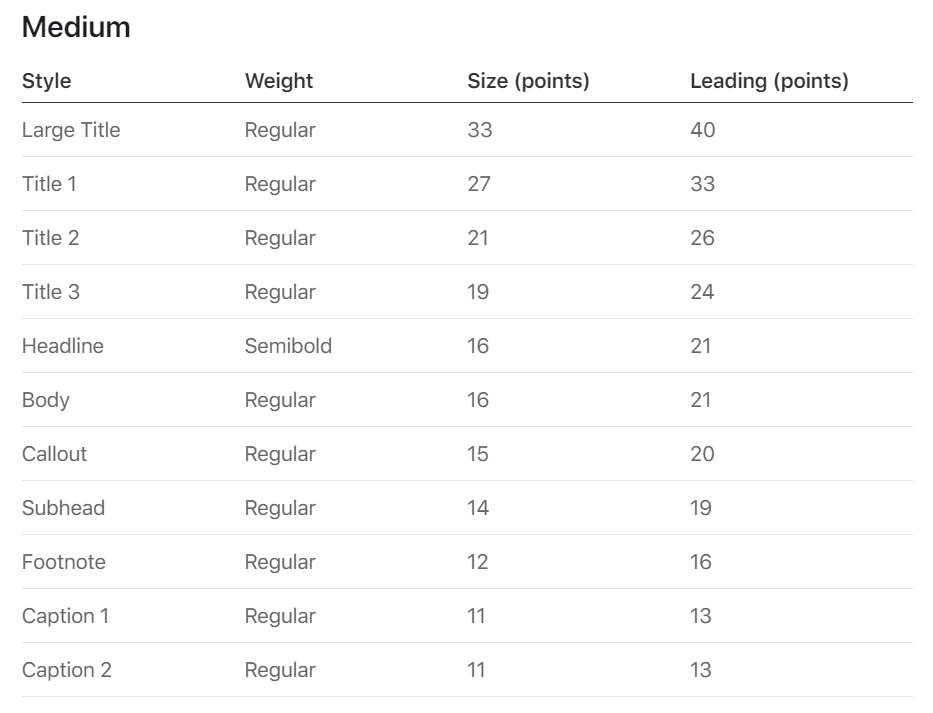 Medium
Style Weight Size (points) Leading (points)
Large Title Regular 33 40
Title 1 Regular 27 33
Title 2 Regular 21 26
Title 3 Regular 19 24
Headline Semibold 16 21
Body Regular 16 21
Callout Regular 15 20
Subhead Regular 14 19
Footnote Regular 12 16
Caption 1 Regular 11 13
Caption 2 Regular 11 13